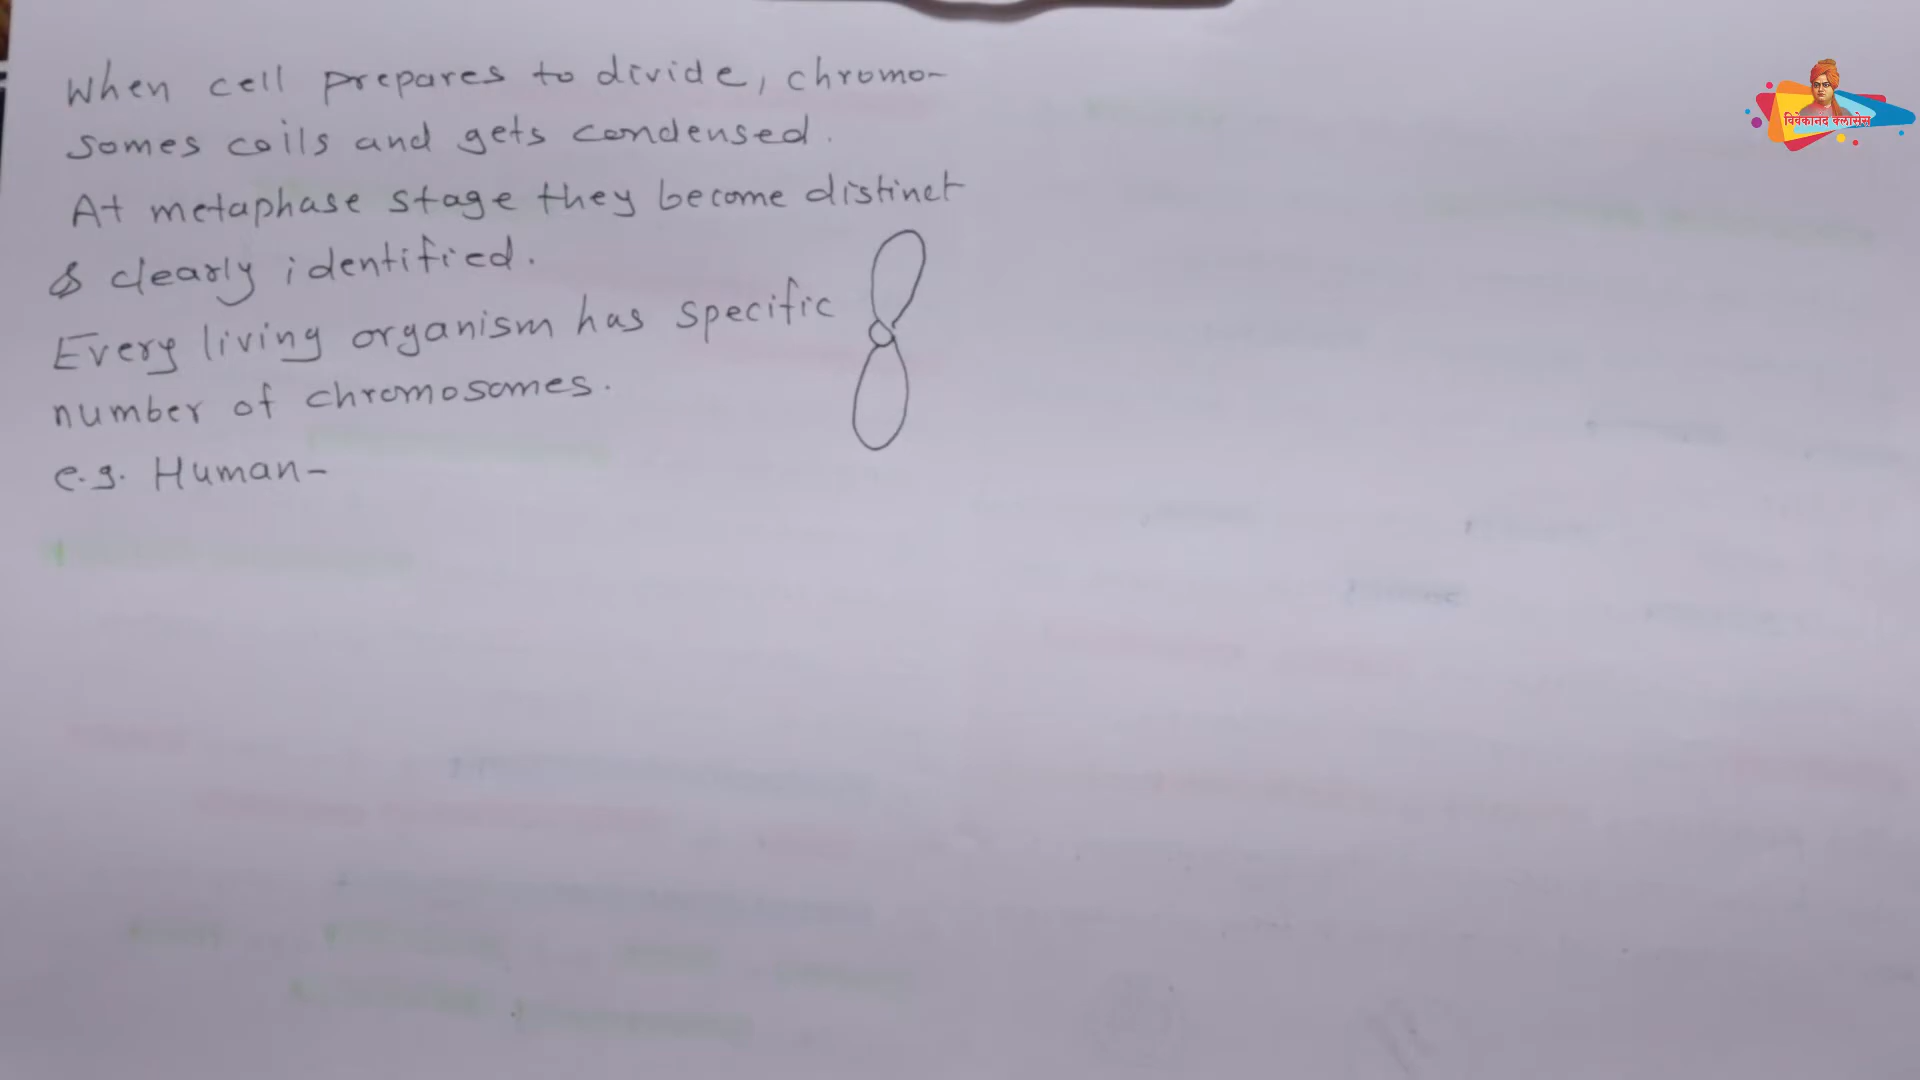 When cell prepares to divide, chromo-
somes coils and gets condensed.
At metaphase stage they become distinct
& clearly identified.
Every living organism has specific
number of chromosomes.
e.g. Human-
विवेकानंद क्लासेस